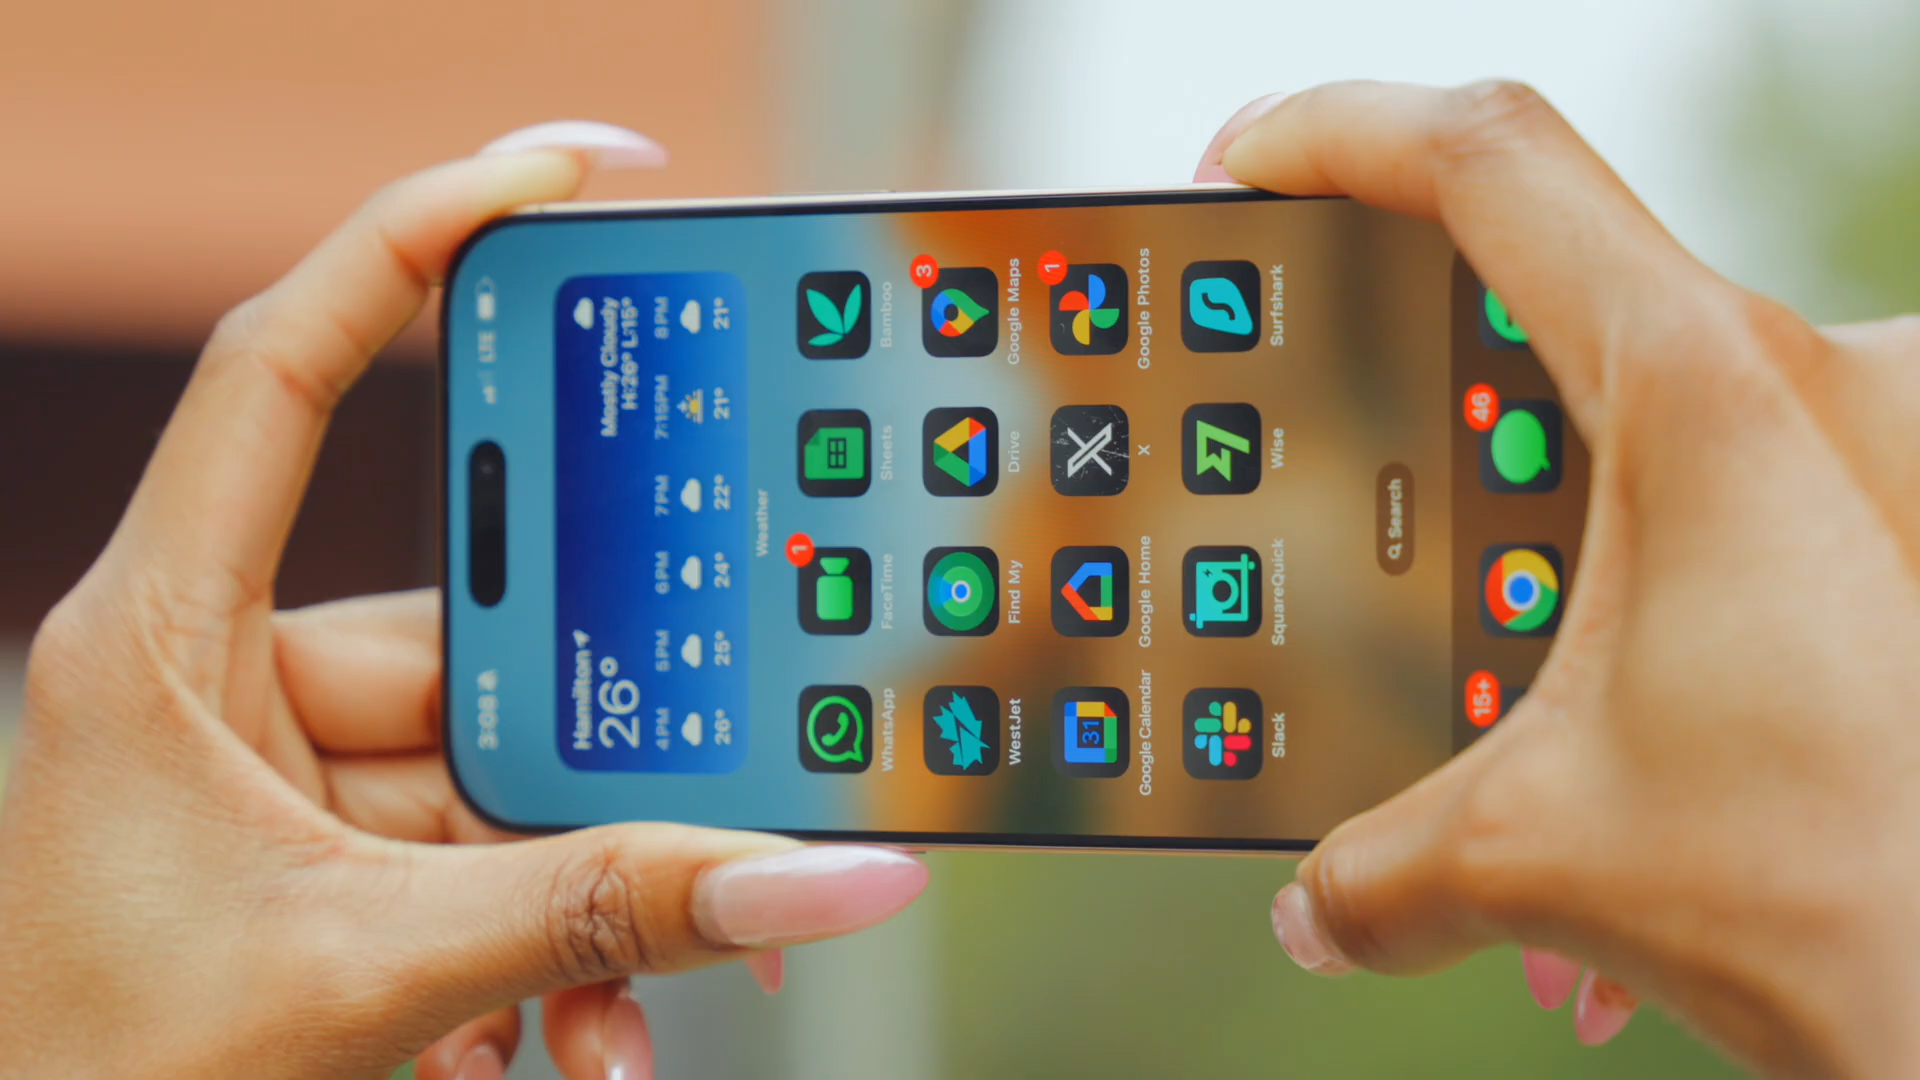 3:08
LTE
Hamilton
Mostly Cloudy
26°
H:26° L:15°
4PM 5PM 6PM 7PM 7:15PM 8PM
26° 25° 24° 22° 21° 21°
Weather
1
WhatsApp FaceTime Sheets Bamboo
3
WestJet Find My Drive Google Maps
1
31
Google Calendar Google Home X Google Photos
Slack SquareQuick Wise Surfshark
Search
15+ 46